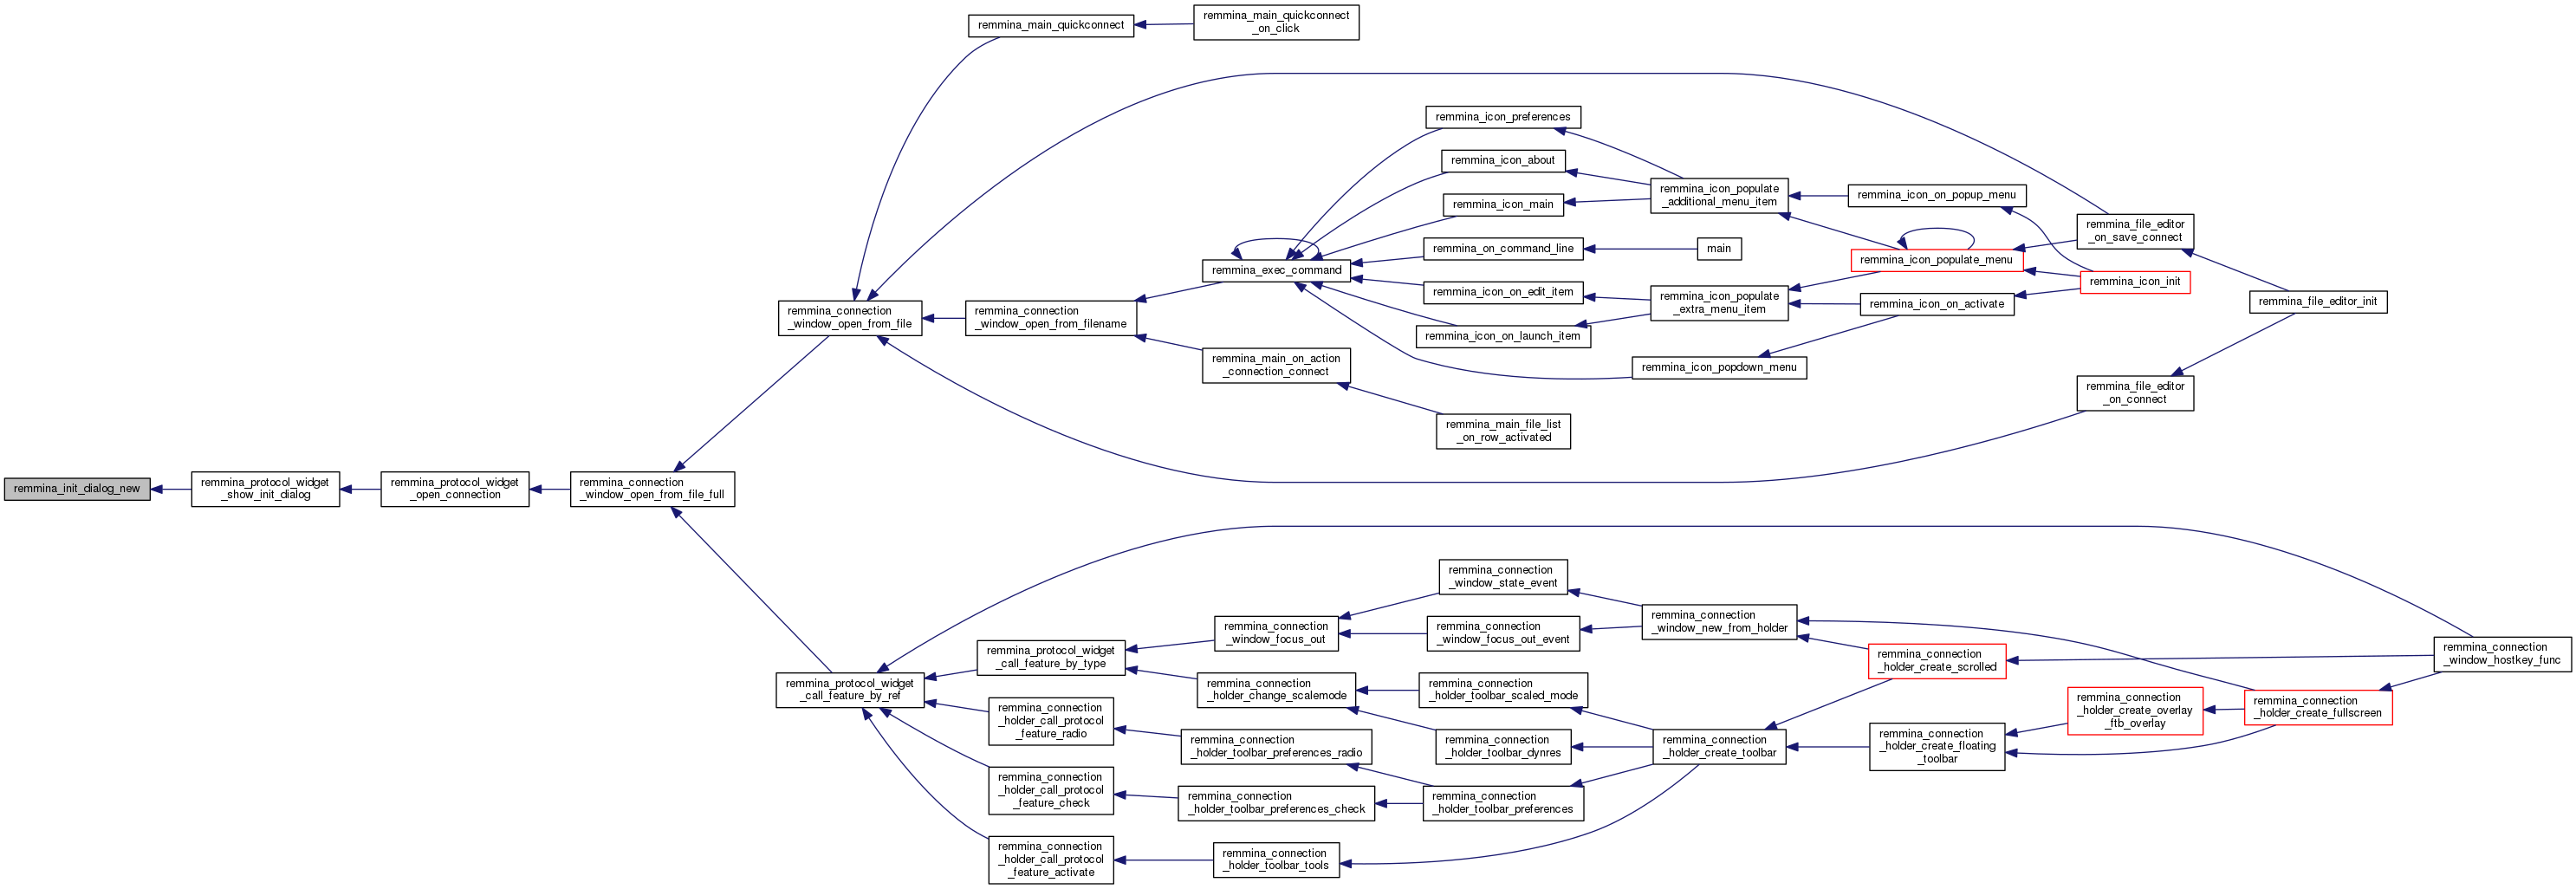 remmina_main_quickconnect
remmina_main_quickconnect
_on_click
remmina_icon_preferences
remmina_icon_about
remmina_icon_main
remmina_icon_populate
_additional_menu_item
remmina_icon_on_popup_menu
remmina_on_command_line
main
remmina_exec_command
remmina_icon_populate_menu
remmina_file_editor
_on_save_connect
remmina_icon_on_edit_item
remmina_icon_populate
_extra_menu_item
remmina_icon_on_activate
remmina_icon_init
remmina_file_editor_init
remmina_connection
_window_open_from_file
remmina_connection
_window_open_from_filename
remmina_icon_on_launch_item
remmina_main_on_action
_connection_connect
remmina_icon_popdown_menu
remmina_file_editor
_on_connect
remmina_main_file_list
_on_row_activated
remmina_init_dialog_new
remmina_protocol_widget
_show_init_dialog
remmina_protocol_widget
_open_connection
remmina_connection
_window_open_from_file_full
remmina_connection
_window_state_event
remmina_connection
_window_focus_out
remmina_connection
_window_focus_out_event
remmina_connection
_window_new_from_holder
remmina_protocol_widget
_call_feature_by_type
remmina_connection
_holder_create_scrolled
remmina_connection
_window_hostkey_func
remmina_protocol_widget
_call_feature_by_ref
remmina_connection
_holder_change_scalemode
remmina_connection
_holder_toolbar_scaled_mode
remmina_connection
_holder_create_overlay
_ftb_overlay
remmina_connection
_holder_create_fullscreen
remmina_connection
_holder_call_protocol
_feature_radio
remmina_connection
_holder_toolbar_preferences_radio
remmina_connection
_holder_toolbar_dynres
remmina_connection
_holder_create_toolbar
remmina_connection
_holder_create_floating
_toolbar
remmina_connection
_holder_call_protocol
_feature_check
remmina_connection
_holder_toolbar_preferences_check
remmina_connection
_holder_toolbar_preferences
remmina_connection
_holder_call_protocol
_feature_activate
remmina_connection
_holder_toolbar_tools